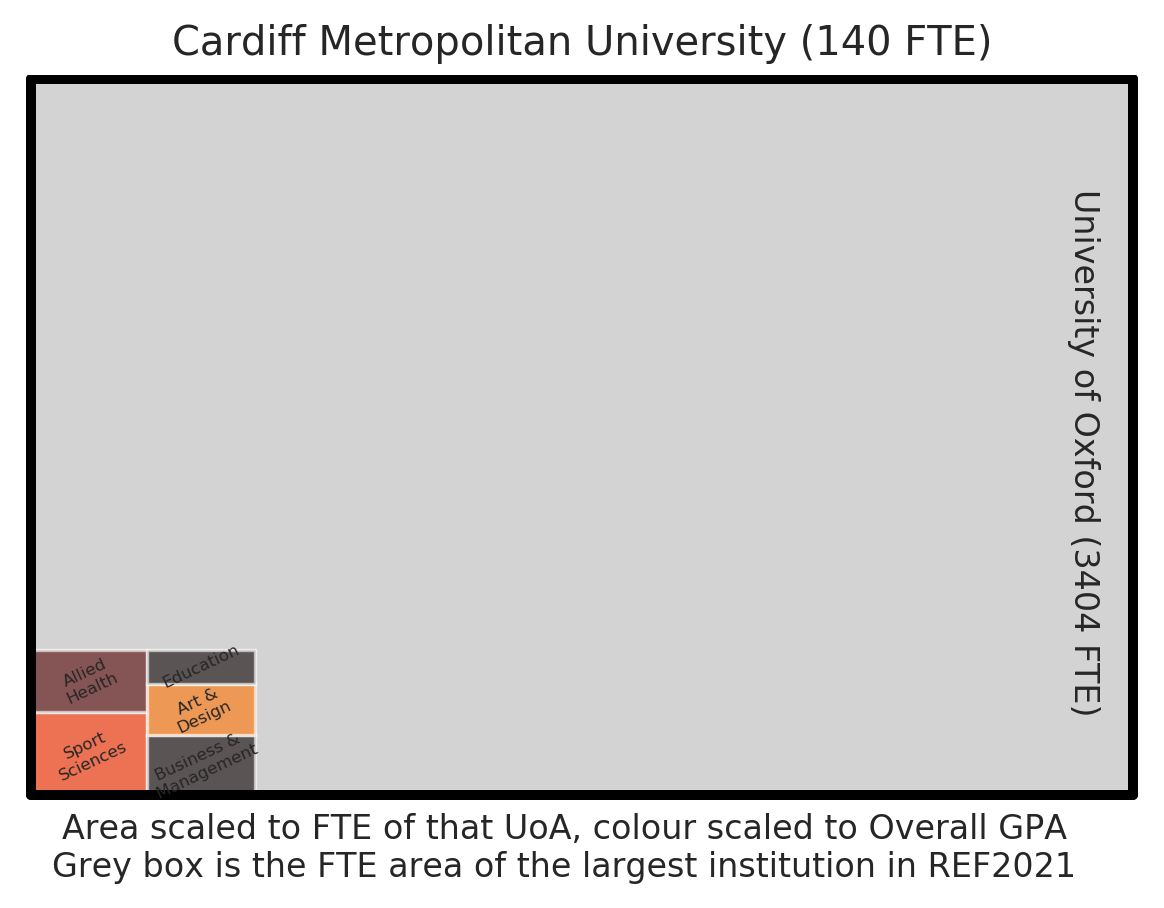 Cardiff Metropolitan University (140 FTE)
University of Oxford (3404 FTE)
Allied
Health
Education
Art &
Design
Sport
Sciences
Business &
Management
Area scaled to FTE of that UoA, colour scaled to Overall GPA
Grey box is the FTE area of the largest institution in REF2021